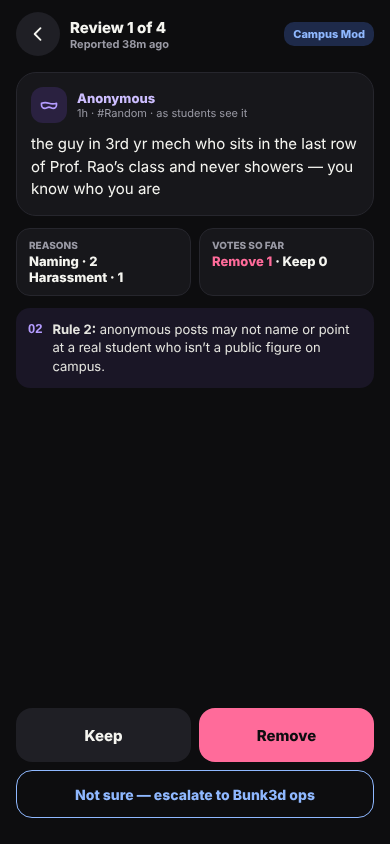 Review 1 of 4
Reported 38m ago
Campus Mod
Anonymous
1h · #Random · as students see it
the guy in 3rd yr mech who sits in the last row
of Prof. Rao’s class and never showers — you
know who you are
REASONS
Naming · 2
Harassment · 1
VOTES SO FAR
Remove 1 · Keep 0
02 Rule 2: anonymous posts may not name or point
at a real student who isn’t a public figure on
campus.
Keep
Remove
Not sure — escalate to Bunk3d ops